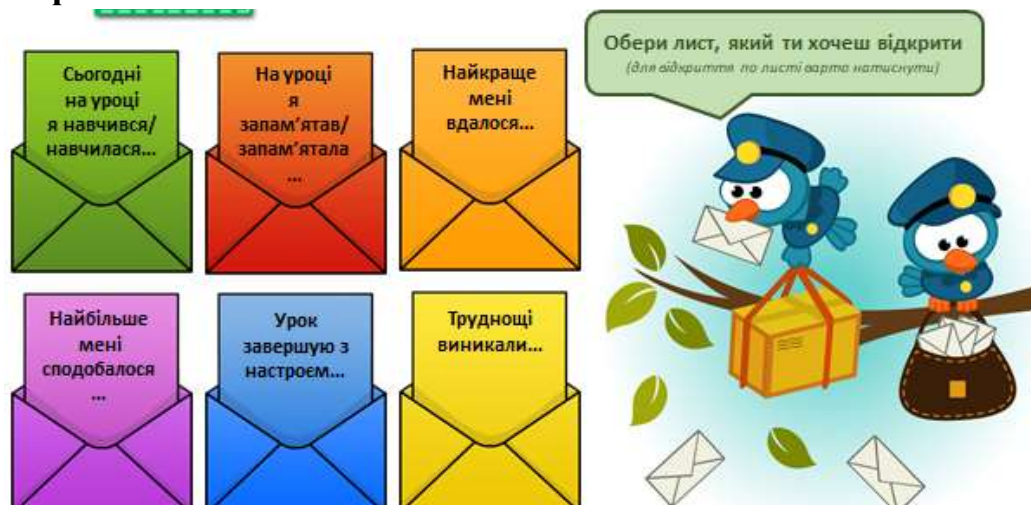 Обери лист, який ти хочеш відкрити
(для відкриття по листі варто натиснути)
Сьогодні
на уроці
я навчився/
навчилася...
На уроці
я
запам'ятав/
запам'ятала
...
Найкраще
мені
вдалося...
Найбільше
мені
сподобалося
...
Урок
завершую з
настроєм...
Труднощі
виникали...